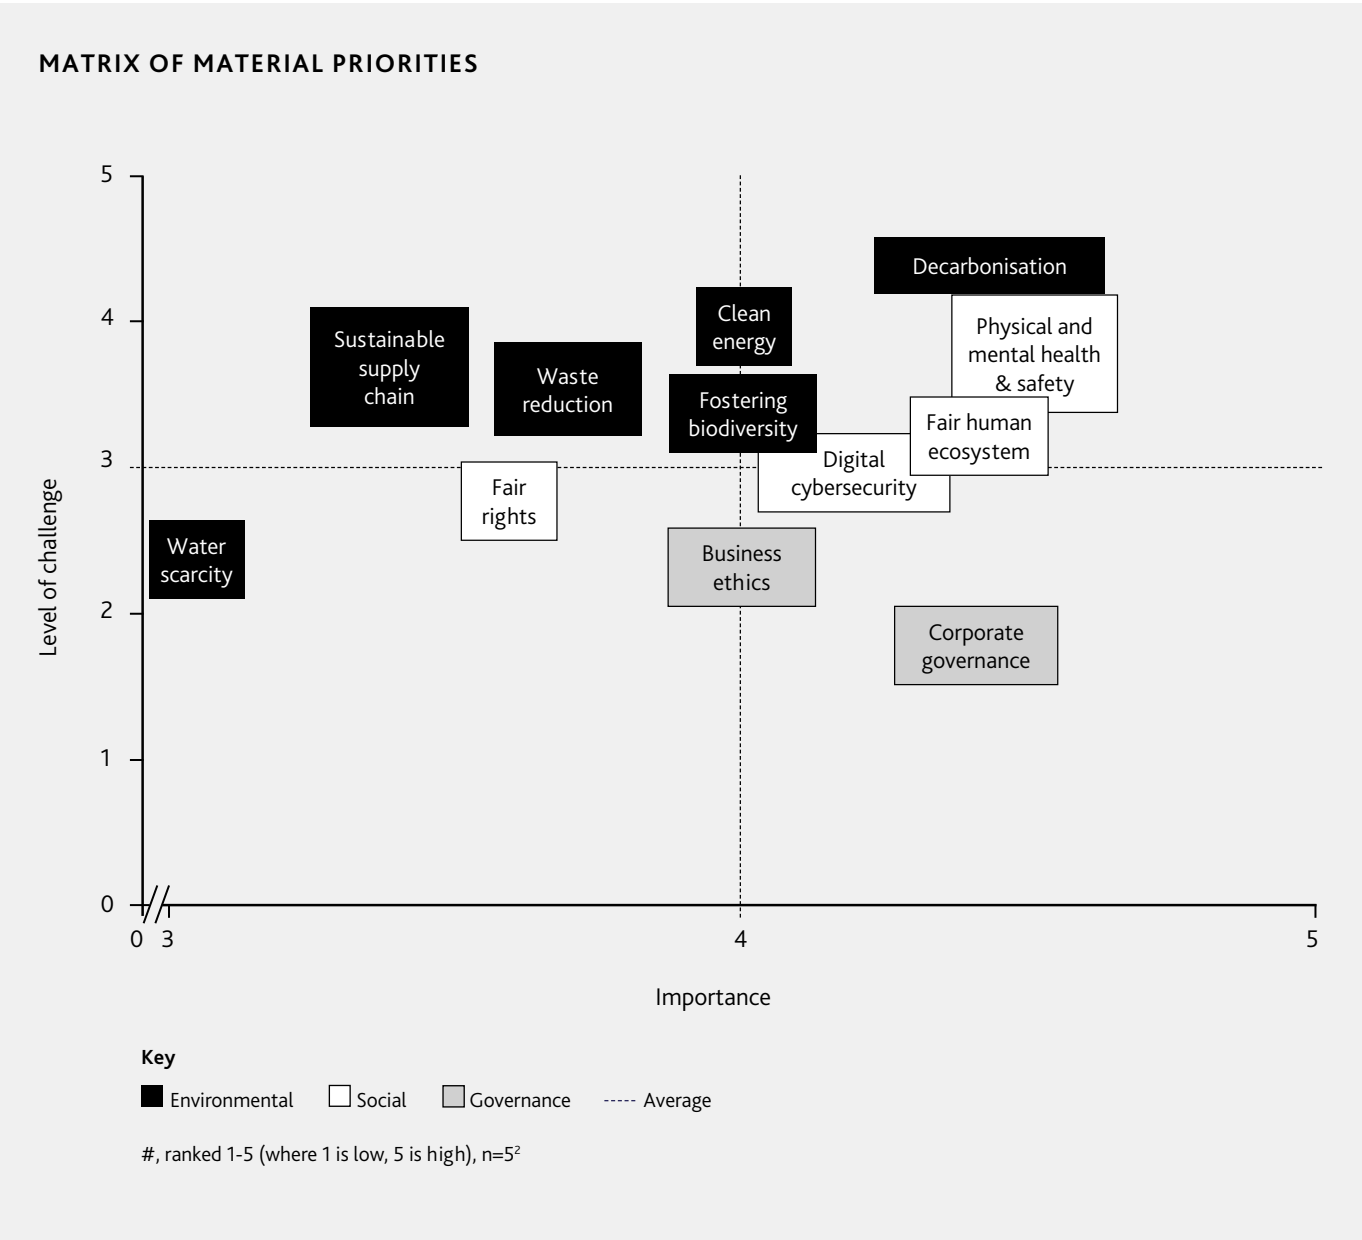 MATRIX OF MATERIAL PRIORITIES
5
Decarbonisation
Clean
energy
4
Physical and
mental health
& safety
Sustainable
supply
chain
Waste
reduction
Fostering
biodiversity
Fair human
ecosystem
3
Digital
cybersecurity
Fair
rights
Level of challenge
Water
scarcity
Business
ethics
2
Corporate
governance
1
0
0 3 4 5
Importance
Key
Environmental Social Governance Average
#, ranked 1-5 (where 1 is low, 5 is high), n=5²